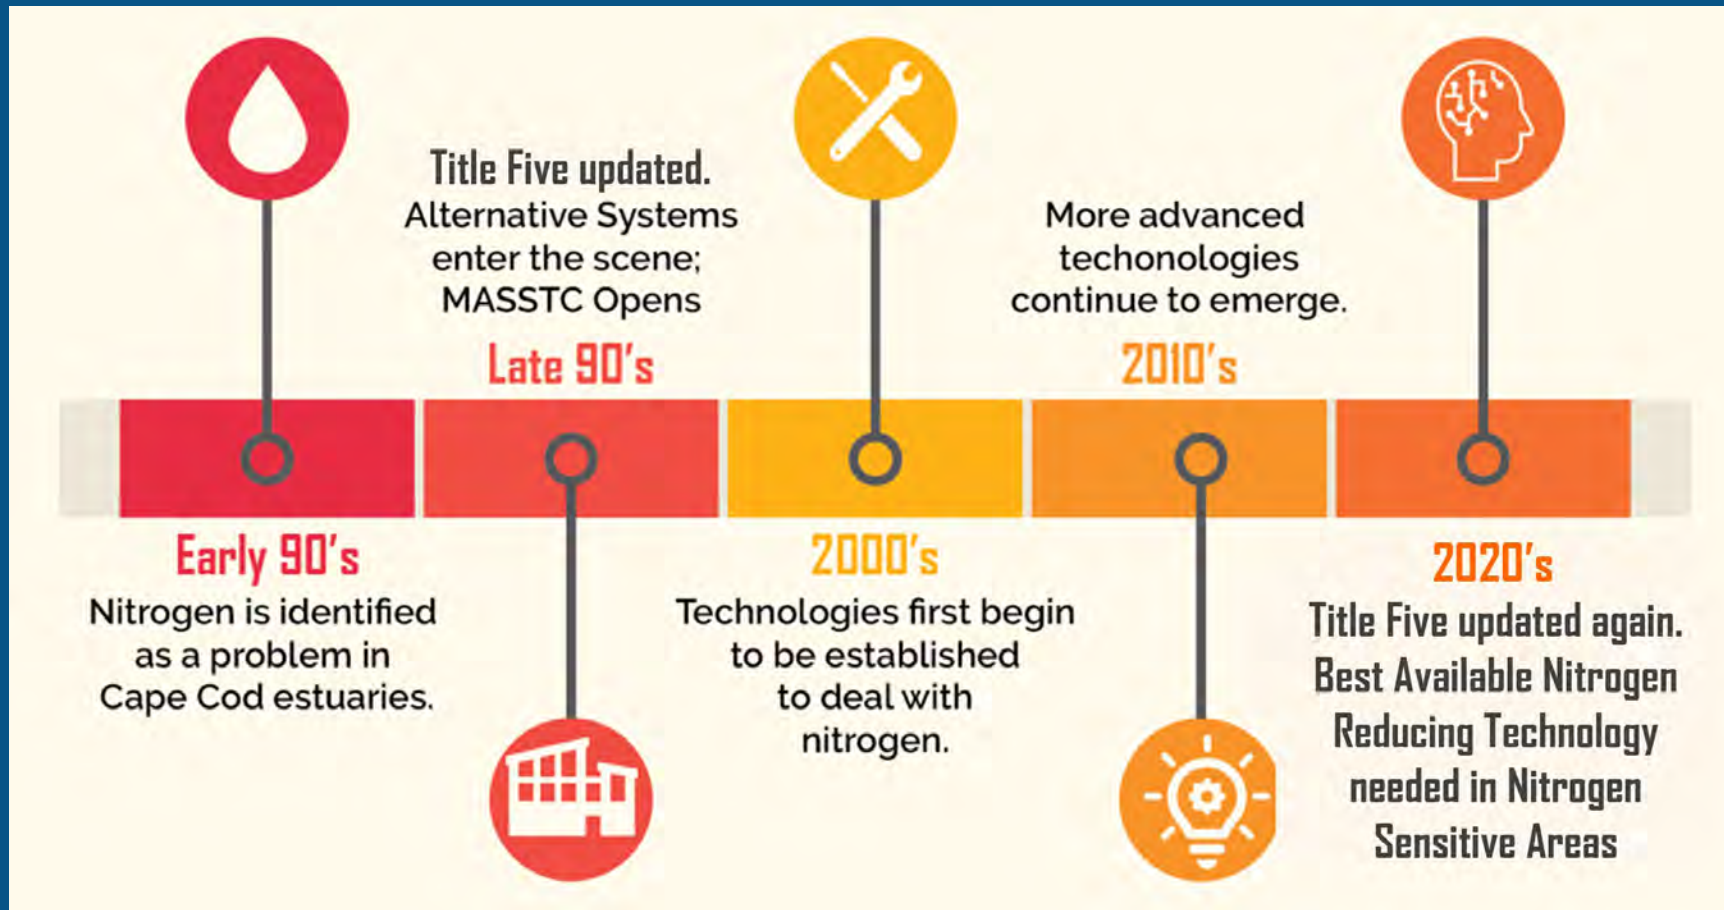 Early 90's
Nitrogen is identified
as a problem in
Cape Cod estuaries.
Title Five updated.
Alternative Systems
enter the scene;
MASSTC Opens
Late 90's
2000's
Technologies first begin
to be established
to deal with
nitrogen.
More advanced
techonologies
continue to emerge.
2010's
2020's
Title Five updated again.
Best Available Nitrogen
Reducing Technology
needed in Nitrogen
Sensitive Areas